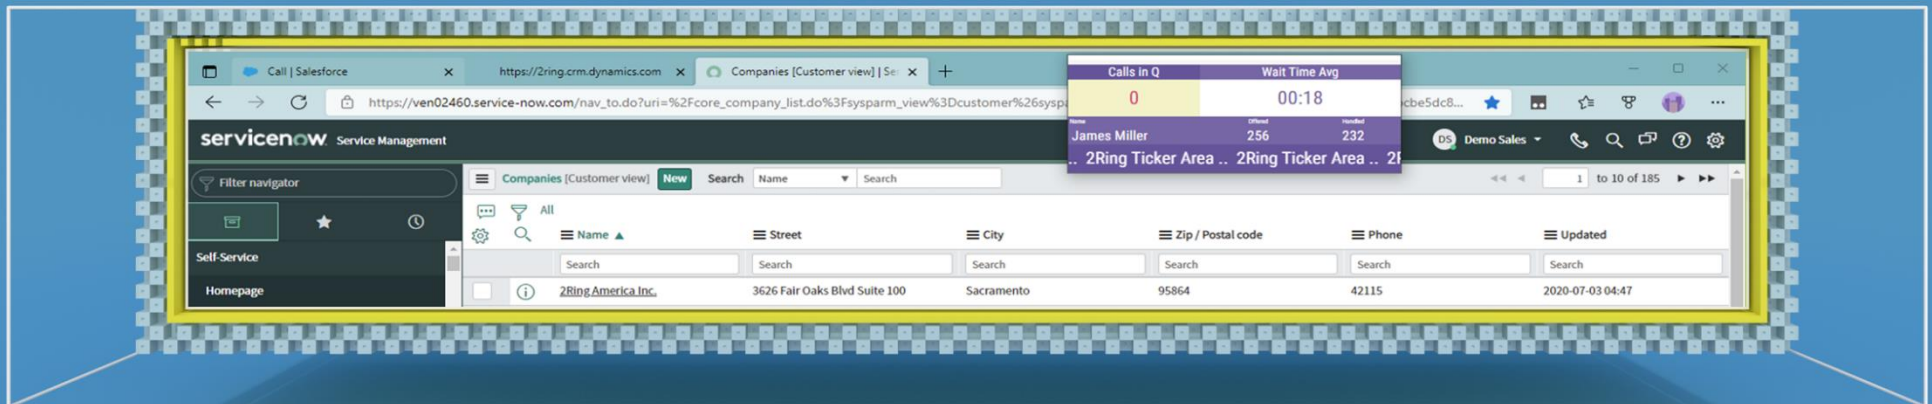 Call | Salesforce https://2ring.crm.dynamics.com Companies [Customer view] | Se
https://ven02460.service-now.com/nav_to.do?uri=%2Fcore_company_list.do%3Fsysparm_view%3Dcustomer%26sysp cbe5dc8...
Calls in Q Wait Time Avg
0 00:18
Name Offered Handled
James Miller 256 232
.. 2Ring Ticker Area .. 2Ring Ticker Area .. 2F
servicenow Service Management DS Demo Sales
Filter navigator
Companies [Customer view] New Search Name Search 1 to 10 of 185
All
Name Street City Zip / Postal code Phone Updated
Self-Service
Search Search Search Search Search Search
Homepage
2Ring America Inc. 3626 Fair Oaks Blvd Suite 100 Sacramento 95864 42115 2020-07-03 04:47